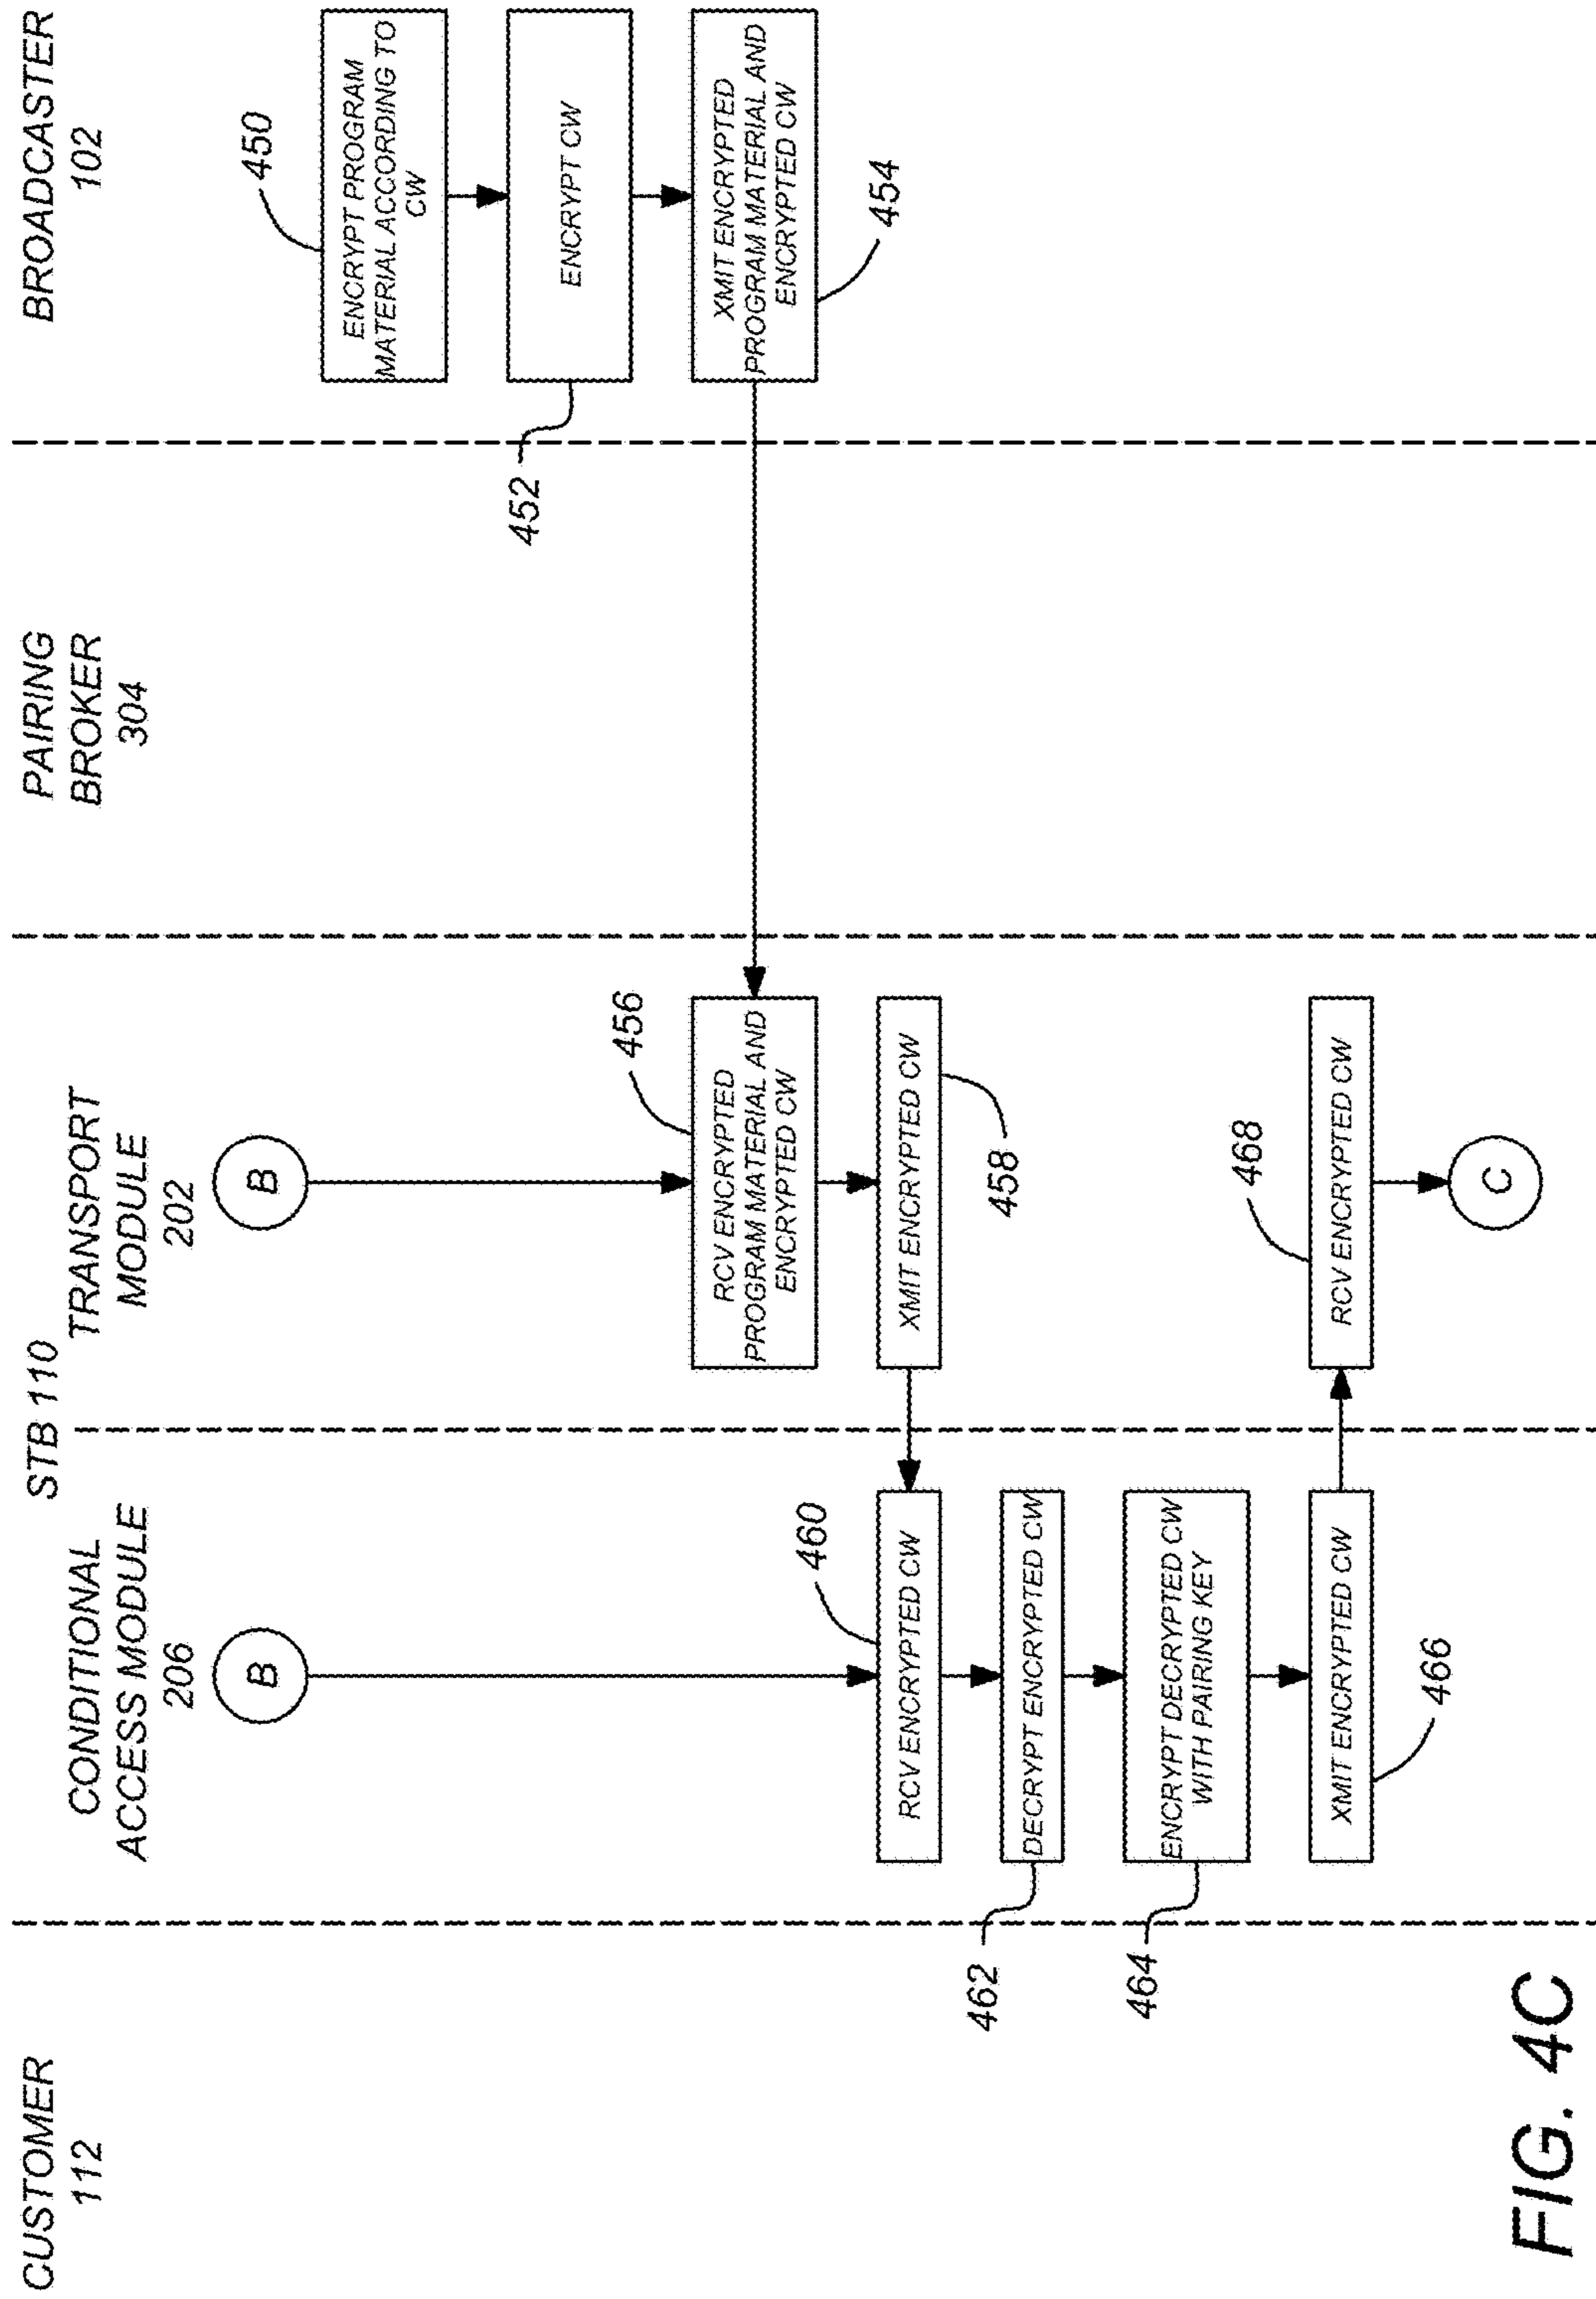 CUSTOMER
112
STB 110
CONDITIONAL
ACCESS MODULE
206
TRANSPORT
MODULE
202
PAIRING
BROKER
304
BROADCASTER
102
B
B
450
ENCRYPT PROGRAM
MATERIAL ACCORDING TO
CW
452
ENCRYPT CW
XMIT ENCRYPTED
PROGRAM MATERIAL AND
ENCRYPTED CW
454
456
RCV ENCRYPTED
PROGRAM MATERIAL AND
ENCRYPTED CW
XMIT ENCRYPTED CW
458
460
RCV ENCRYPTED CW
462
DECRYPT ENCRYPTED CW
464
ENCRYPT DECRYPTED CW
WITH PAIRING KEY
XMIT ENCRYPTED CW
466
468
RCV ENCRYPTED CW
C
FIG. 4C